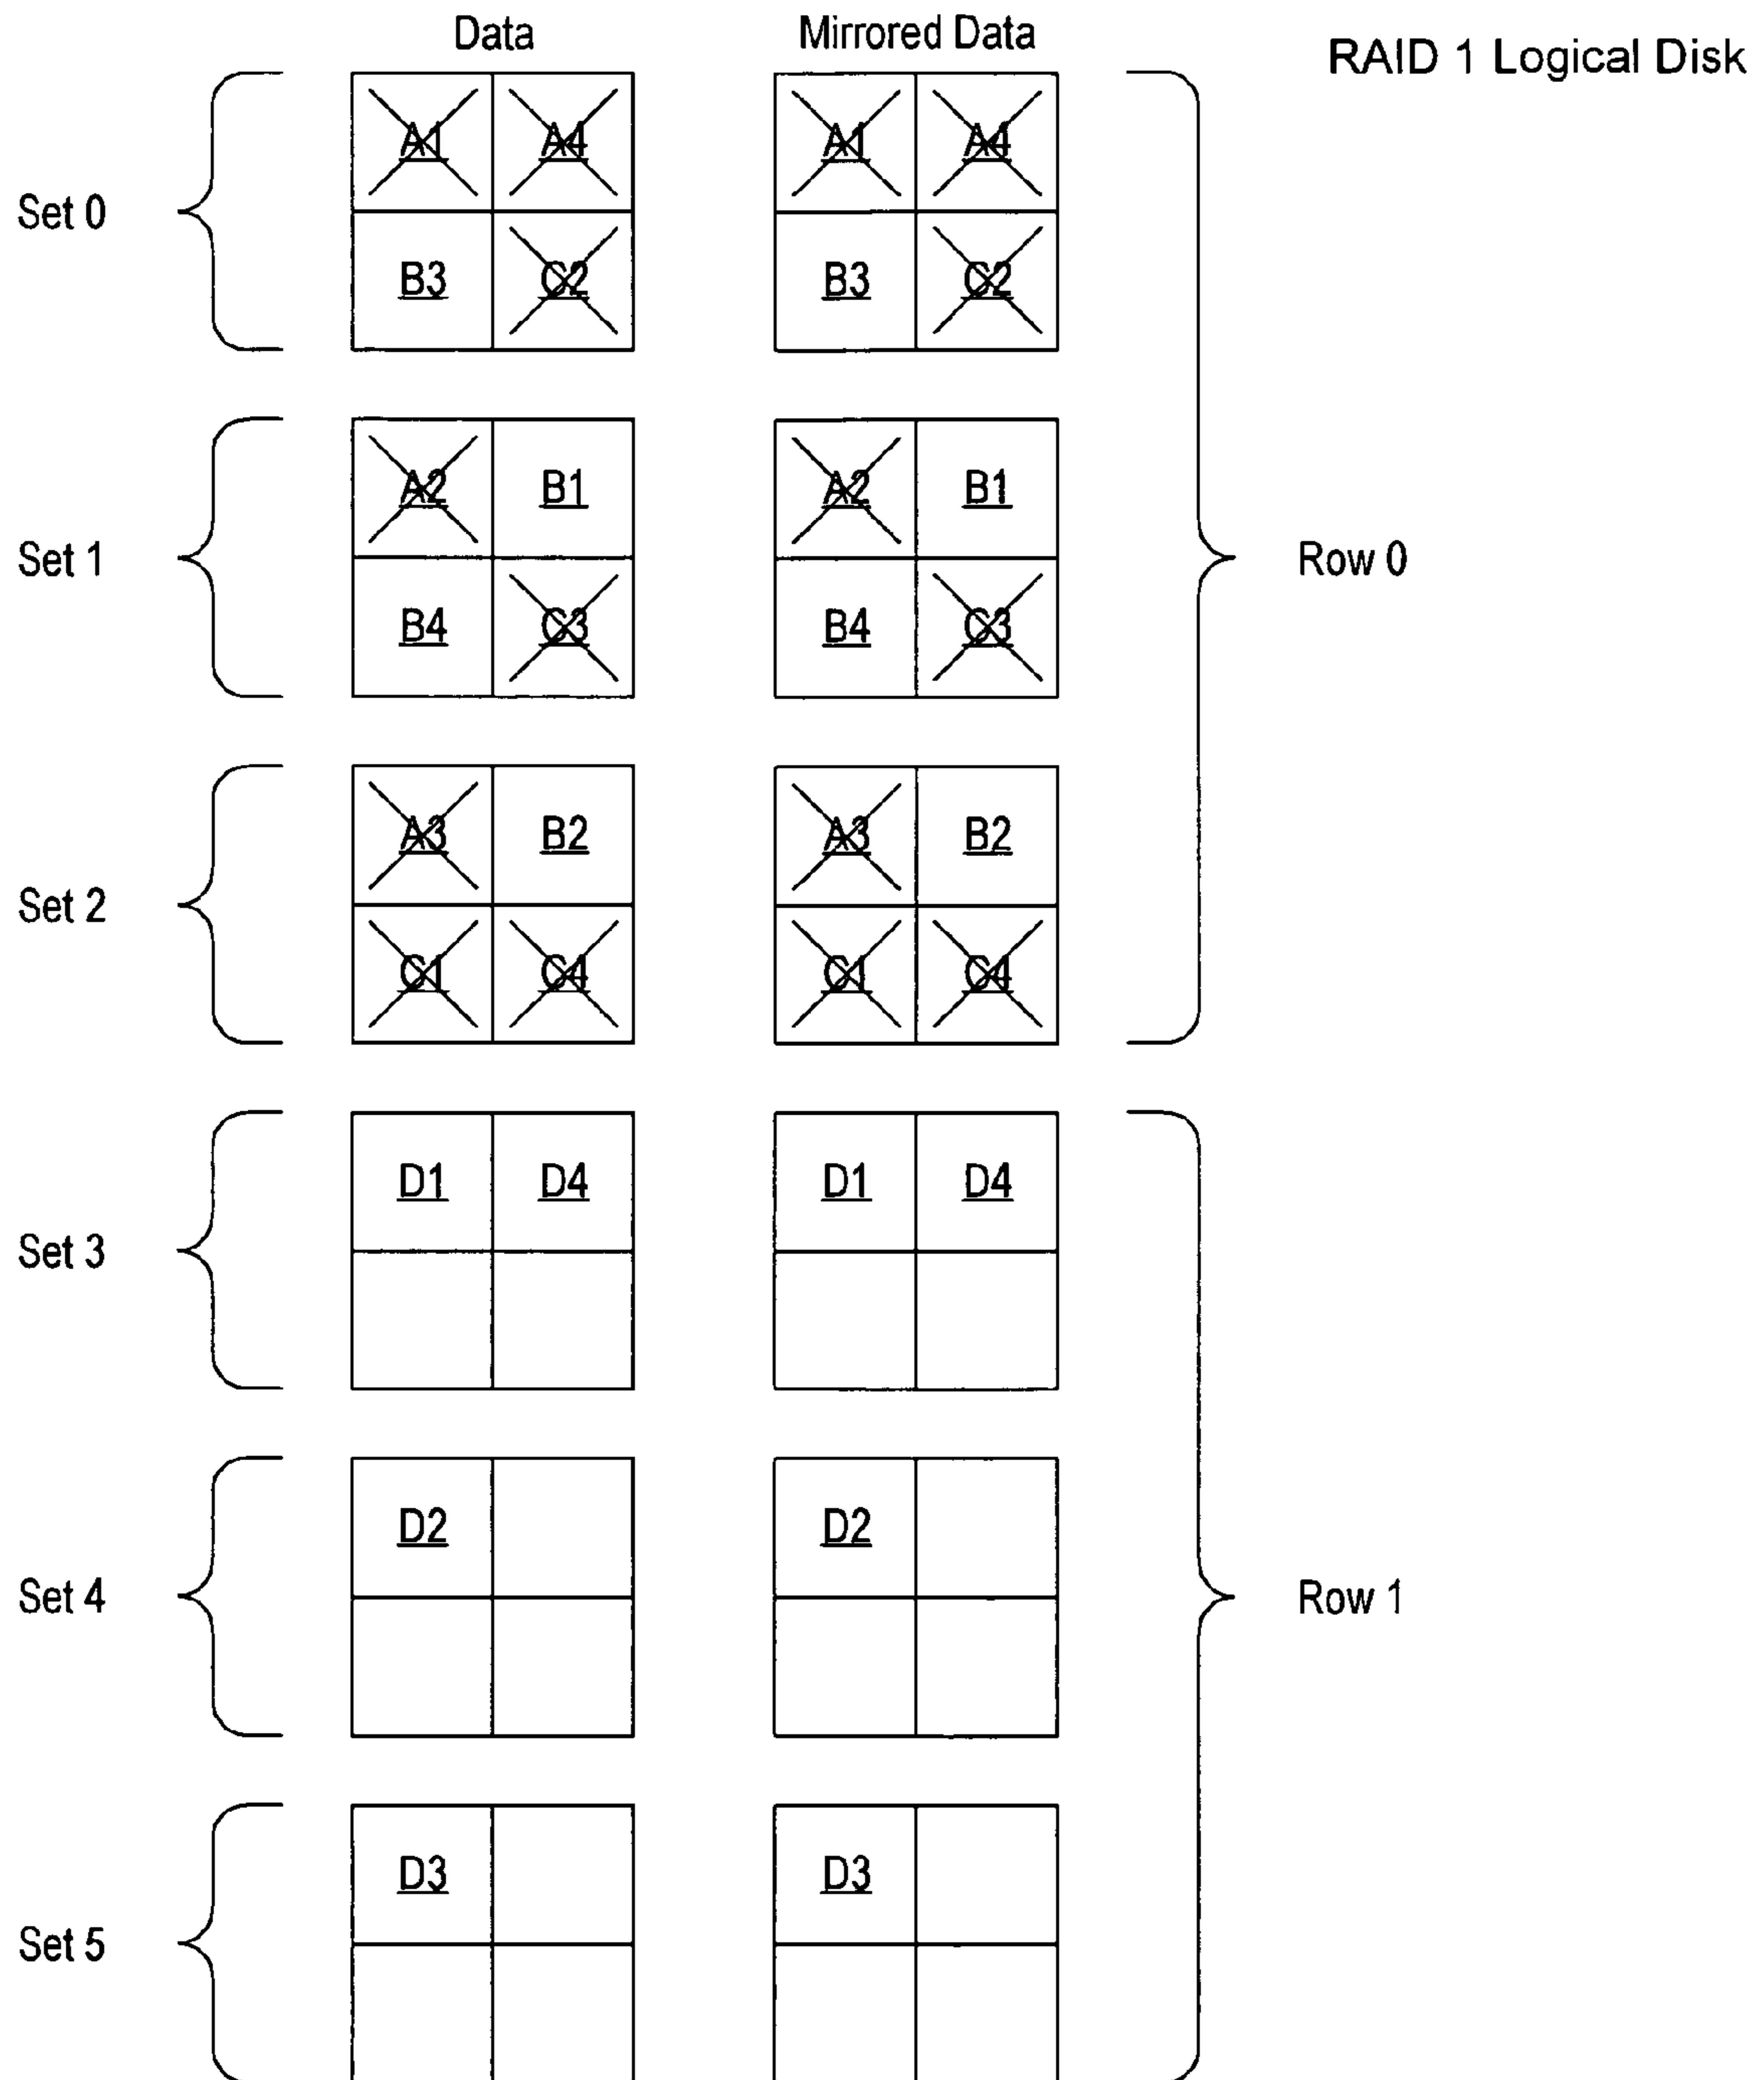 Data Mirrored Data
RAID 1 Logical Disk
A1 A4 A1 A4
Set 0
B3 C2 B3 C2
A2 B1 A2 B1
Set 1 Row 0
B4 C3 B4 C3
A3 B2 A3 B2
Set 2
C1 C4 C1 C4
D1 D4 D1 D4
Set 3
D2 D2
Set 4 Row 1
D3 D3
Set 5